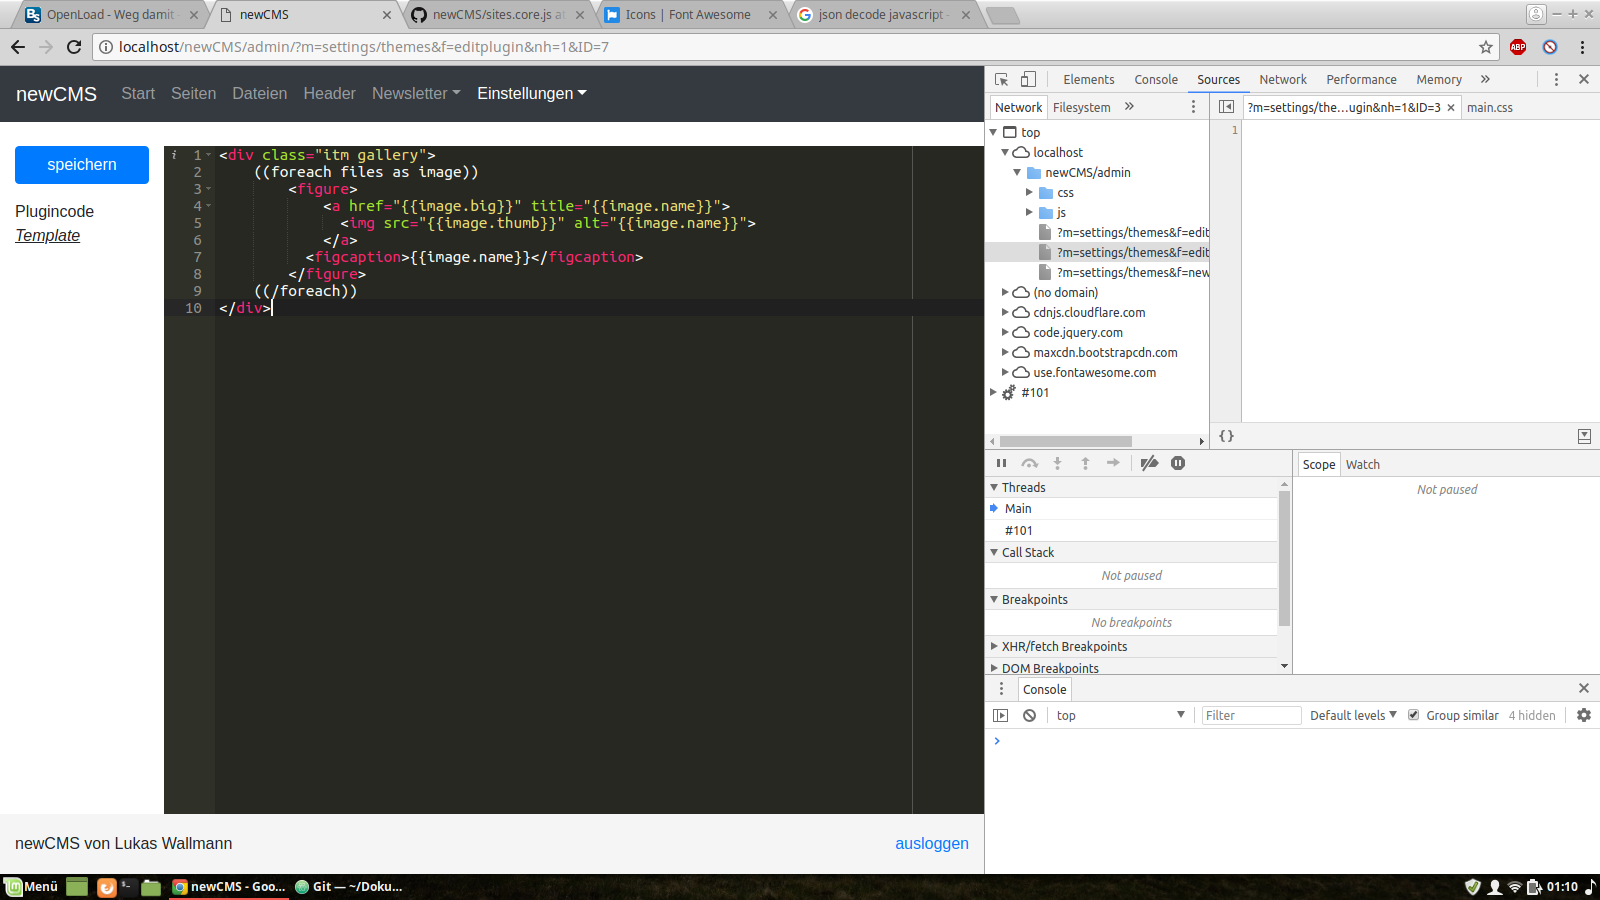 OpenLoad - Weg damit
newCMS
newCMS/sites.core.js at
Icons | Font Awesome
json decode javascript -
localhost/newCMS/admin/?m=settings/themes&f=editplugin&nh=1&ID=7
ABP
newCMS Start Seiten Dateien Header Newsletter Einstellungen
speichern
Plugincode
Template
i 1 <div class="itm gallery">
2 ((foreach files as image))
3 <figure>
4 <a href="{{image.big}}" title="{{image.name}}">
5 <img src="{{image.thumb}}" alt="{{image.name}}">
6 </a>
7 <figcaption>{{image.name}}</figcaption>
8 </figure>
9 ((/foreach))
10 </div>
newCMS von Lukas Wallmann
ausloggen
Elements Console Sources Network Performance Memory »
Network Filesystem »
?m=settings/the…ugin&nh=1&ID=3 main.css
1
top
localhost
newCMS/admin
css
js
?m=settings/themes&f=edit
?m=settings/themes&f=edit
?m=settings/themes&f=new
(no domain)
cdnjs.cloudflare.com
code.jquery.com
maxcdn.bootstrapcdn.com
use.fontawesome.com
#101
{}
Threads
Main
#101
Call Stack
Not paused
Breakpoints
No breakpoints
XHR/fetch Breakpoints
DOM Breakpoints
Scope Watch
Not paused
Console
top
Filter
Default levels
Group similar
4 hidden
Menü
newCMS - Goo...
Git — ~/Doku...
01:10